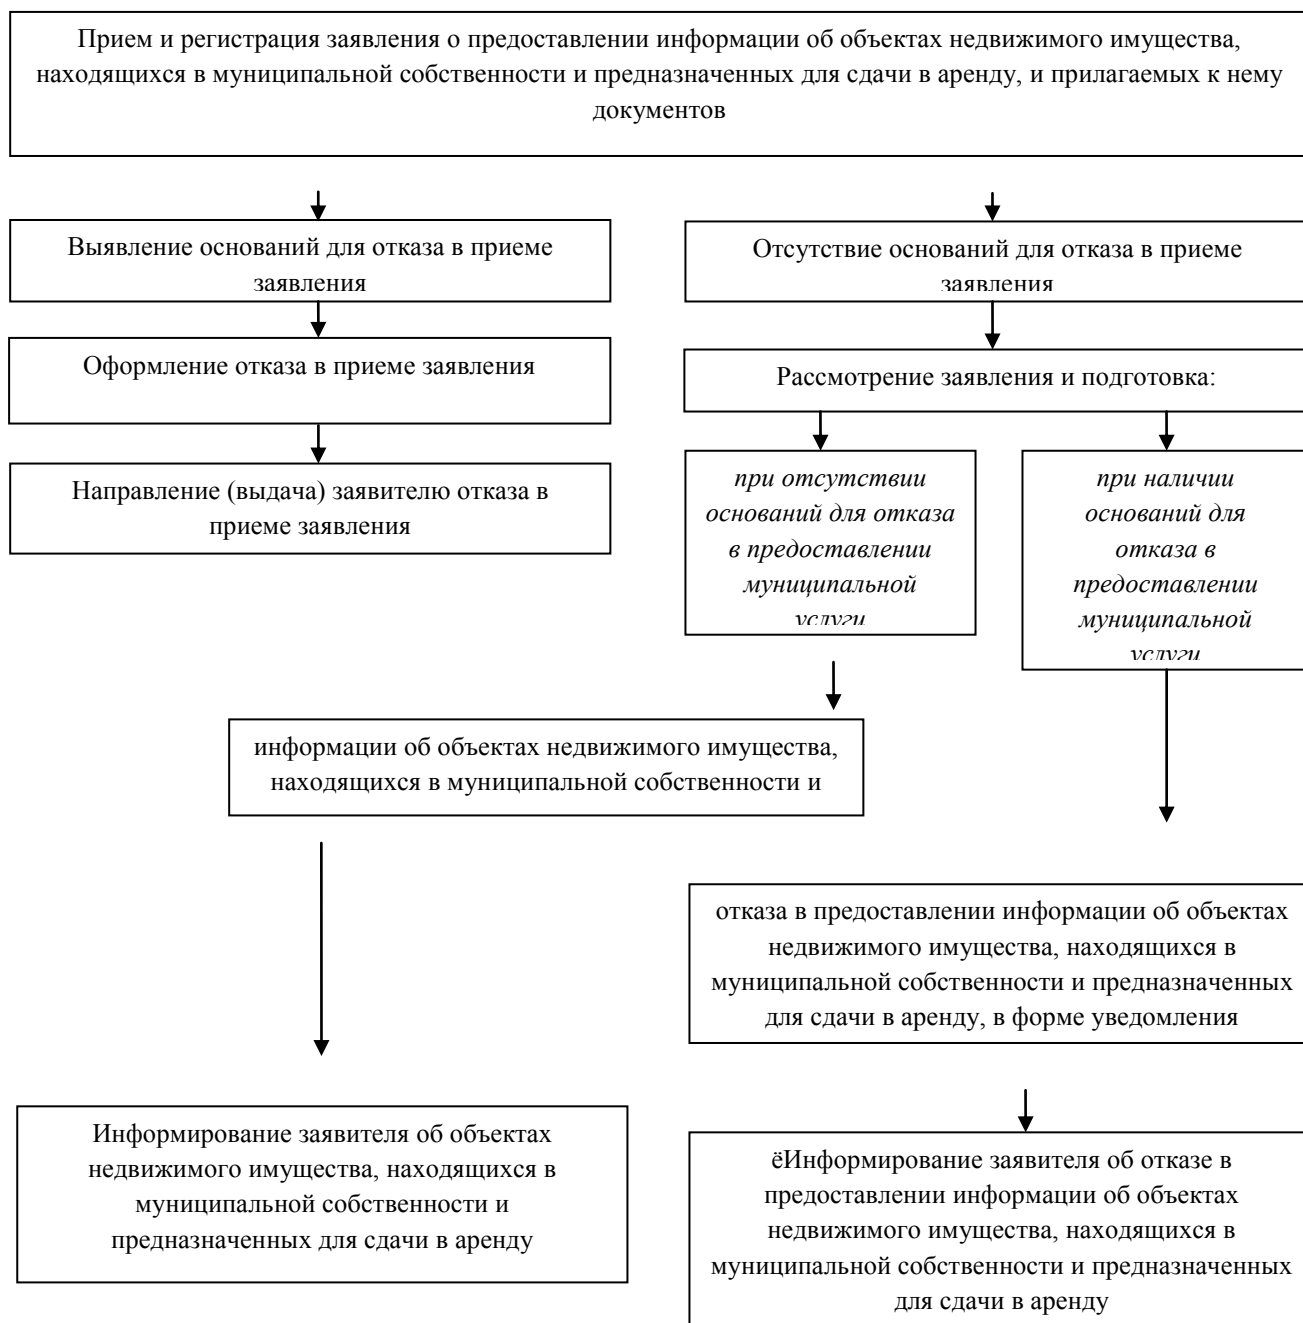 Прием и регистрация заявления о предоставлении информации об объектах недвижимого имущества,
находящихся в муниципальной собственности и предназначенных для сдачи в аренду, и прилагаемых к нему
документов
Выявление оснований для отказа в приеме
заявления
Отсутствие оснований для отказа в приеме
заявления
Оформление отказа в приеме заявления
Рассмотрение заявления и подготовка:
Направление (выдача) заявителю отказа в
приеме заявления
при отсутствии
оснований для отказа
в предоставлении
муниципальной
услуги
при наличии
оснований для
отказа в
предоставлении
муниципальной
услуги
информации об объектах недвижимого имущества,
находящихся в муниципальной собственности и
отказа в предоставлении информации об объектах
недвижимого имущества, находящихся в
муниципальной собственности и предназначенных
для сдачи в аренду, в форме уведомления
Информирование заявителя об объектах
недвижимого имущества, находящихся в
муниципальной собственности и
предназначенных для сдачи в аренду
ёИнформирование заявителя об отказе в
предоставлении информации об объектах
недвижимого имущества, находящихся в
муниципальной собственности и предназначенных
для сдачи в аренду